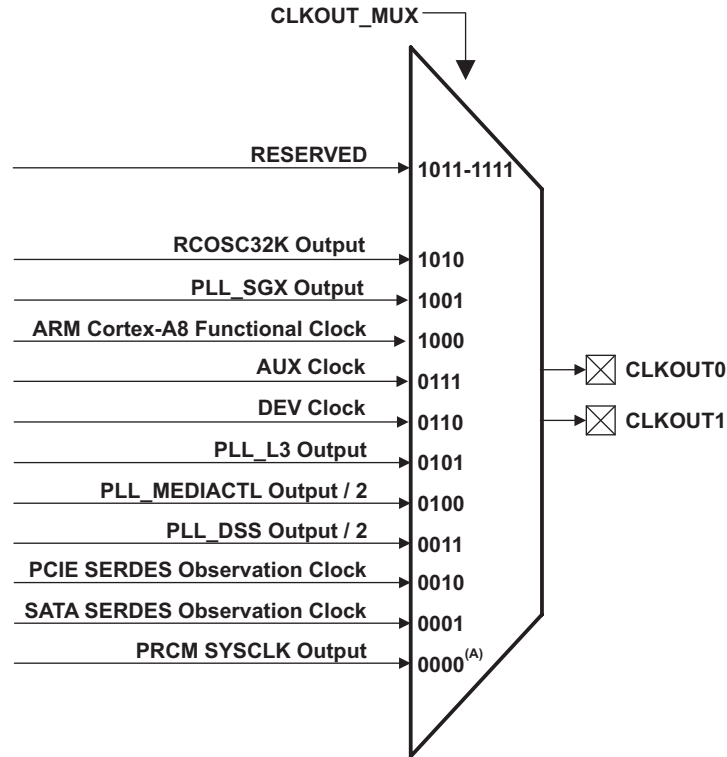 CLKOUT_MUX
RESERVED 1011-1111
RCOSC32K Output 1010
PLL_SGX Output 1001
ARM Cortex-A8 Functional Clock 1000
AUX Clock 0111
DEV Clock 0110
PLL_L3 Output 0101
PLL_MEDIACTL Output / 2 0100
PLL_DSS Output / 2 0011
PCIE SERDES Observation Clock 0010
SATA SERDES Observation Clock 0001
PRCM SYSCLK Output 0000(A)
CLKOUT0
CLKOUT1